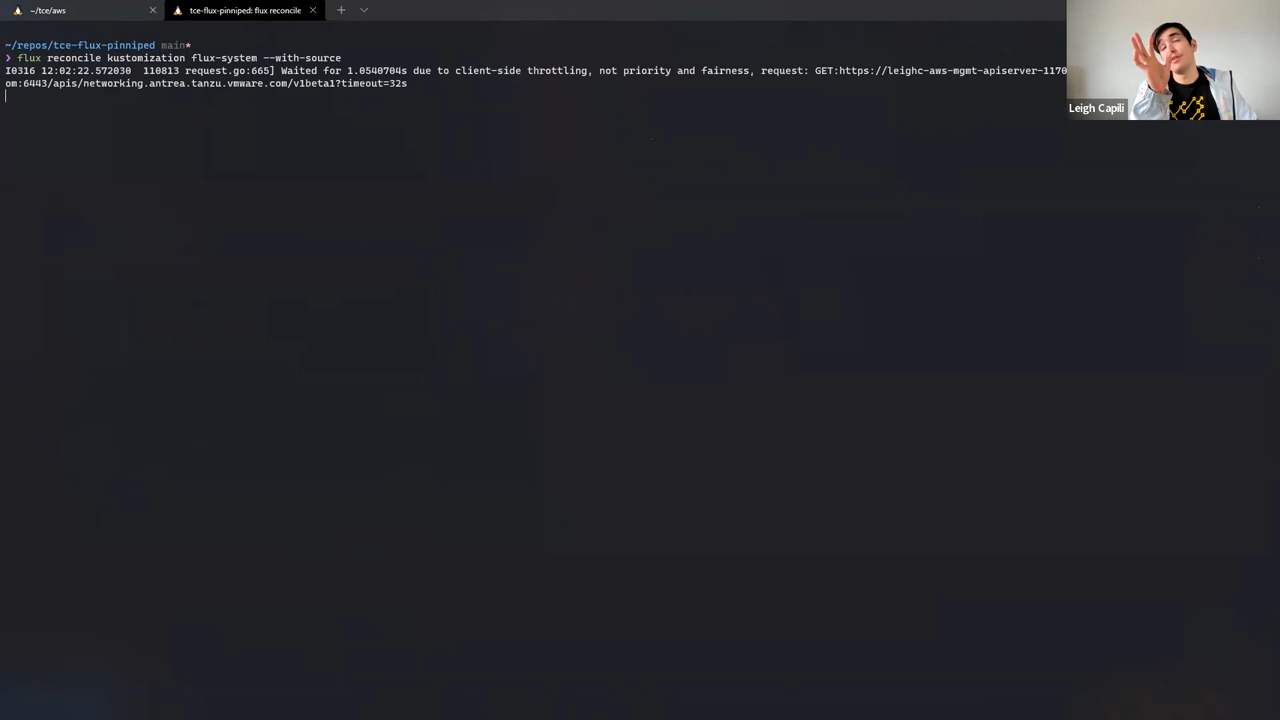 ~/tce/aws
tce-flux-pinniped: flux reconcile
~/repos/tce-flux-pinniped main*
❯ flux reconcile kustomization flux-system --with-source
I0316 12:02:22.572030  110813 request.go:665] Waited for 1.0540704s due to client-side throttling, not priority and fairness, request: GET:https://leighc-aws-mgmt-apiserver-1170
om:6443/apis/networking.antrea.tanzu.vmware.com/v1beta1?timeout=32s
Leigh Capili